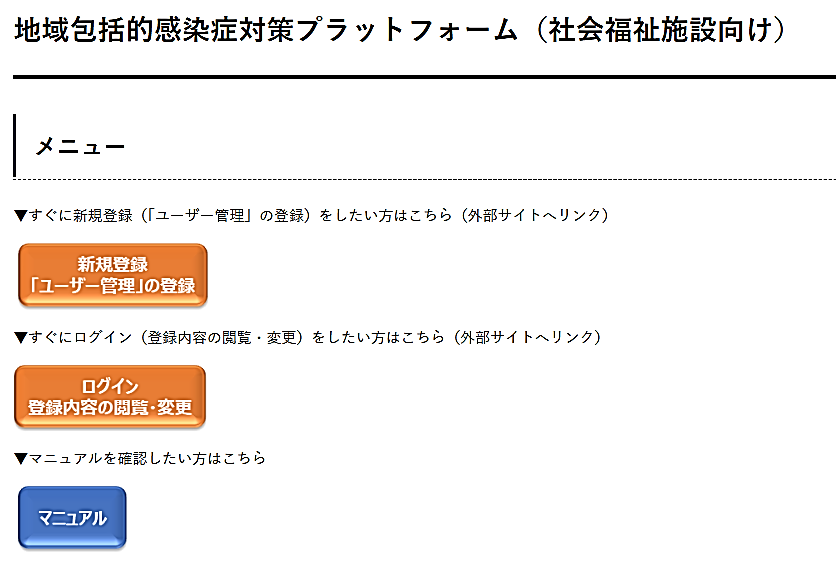 地域包括的感染症対策プラットフォーム（社会福祉施設向け）
メニュー
▼すぐに新規登録（「ユーザー管理」の登録）をしたい方はこちら（外部サイトへリンク）
新規登録
「ユーザー管理」の登録
▼すぐにログイン（登録内容の閲覧・変更）をしたい方はこちら（外部サイトへリンク）
ログイン
登録内容の閲覧・変更
▼マニュアルを確認したい方はこちら
マニュアル